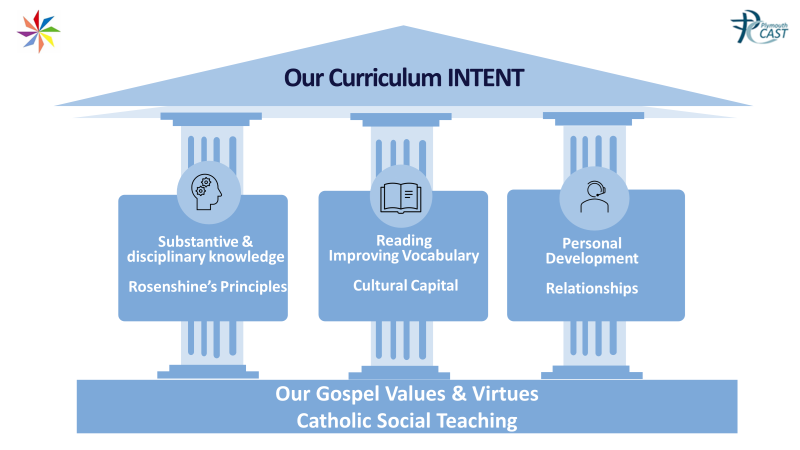 Plymouth
CAST
Our Curriculum INTENT
Substantive &
disciplinary knowledge
Rosenshine's Principles
Reading
Improving Vocabulary
Cultural Capital
Personal
Development
Relationships
Our Gospel Values & Virtues
Catholic Social Teaching